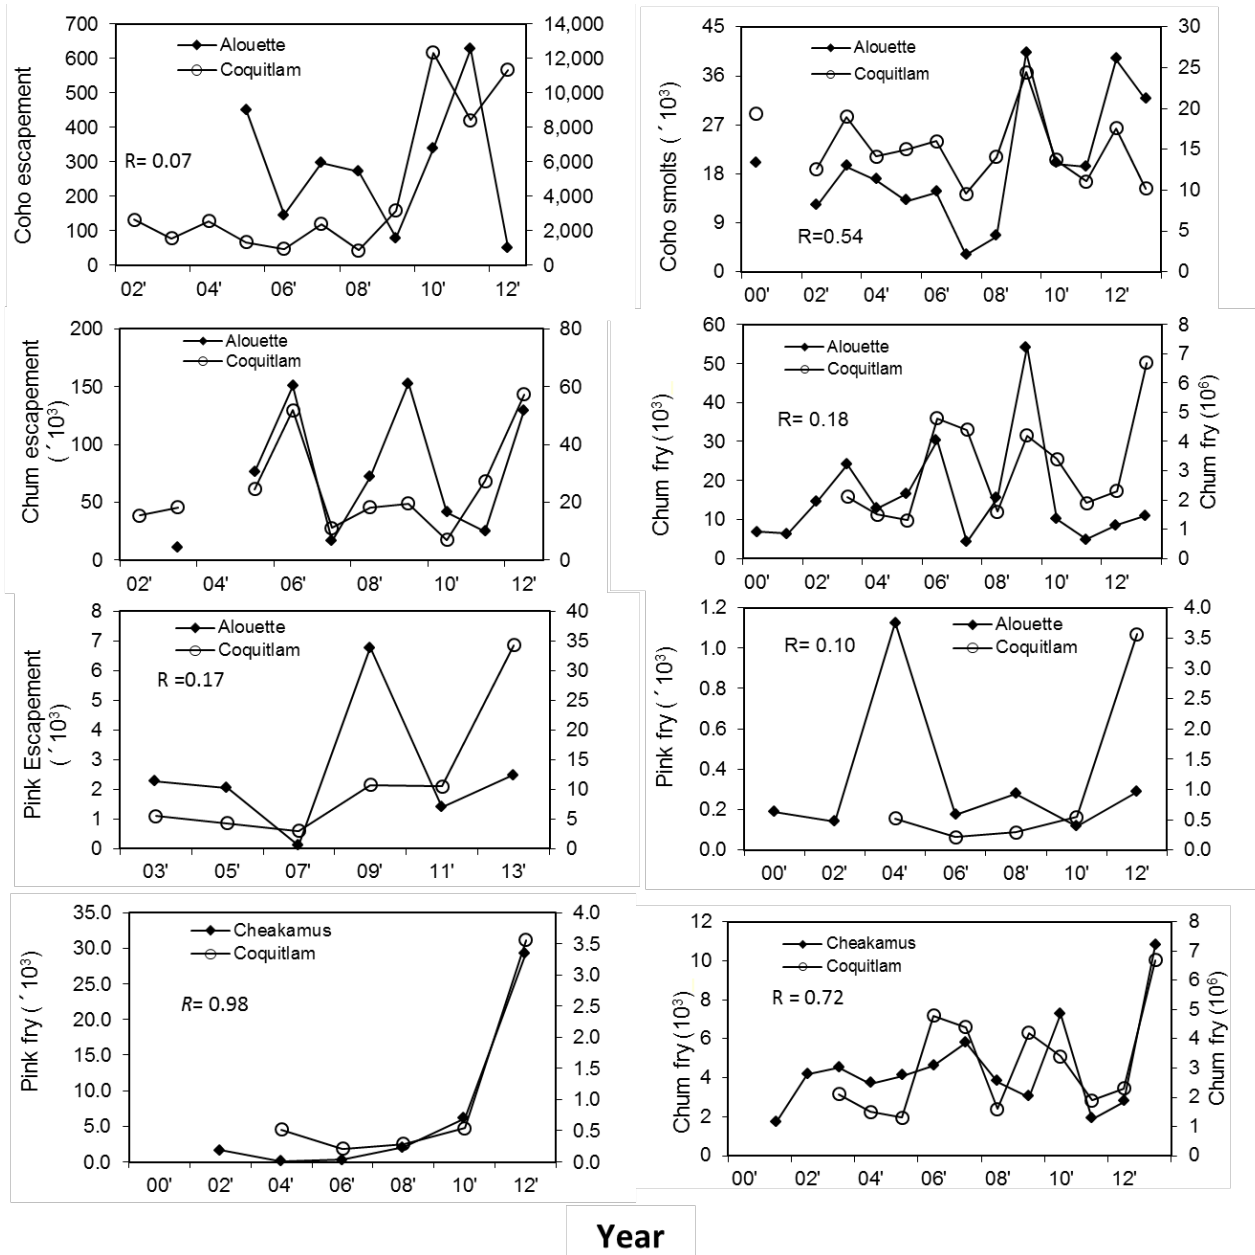 700
600
500
400
300
200
100
0
14,000
12,000
10,000
8,000
6,000
4,000
2,000
0
Coho escapement
Alouette
Coquitlam
R= 0.07
02' 04' 06' 08' 10' 12'
45
36
27
18
9
0
30
25
20
15
10
5
0
Coho smolts ( ´10³)
Alouette
Coquitlam
R=0.54
00' 02' 04' 06' 08' 10' 12'
200
150
100
50
0
80
60
40
20
0
Chum escapement
( ´10³)
Alouette
Coquitlam
02' 04' 06' 08' 10' 12'
60
50
40
30
20
10
0
8
7
6
5
4
3
2
1
0
Chum fry (10³)
Chum fry (10⁶)
Alouette
Coquitlam
R= 0.18
00' 02' 04' 06' 08' 10' 12'
8
7
6
5
4
3
2
1
0
40
35
30
25
20
15
10
5
0
Pink Escapement
( ´10³)
Alouette
Coquitlam
R =0.17
03' 05' 07' 09' 11' 13'
1.2
1.0
0.8
0.6
0.4
0.2
0.0
4.0
3.5
3.0
2.5
2.0
1.5
1.0
0.5
0.0
Pink fry ( ´10³)
R= 0.10
Alouette
Coquitlam
00' 02' 04' 06' 08' 10' 12'
35.0
30.0
25.0
20.0
15.0
10.0
5.0
0.0
4.0
3.5
3.0
2.5
2.0
1.5
1.0
0.5
0.0
Pink fry ( ´10³)
Cheakamus
Coquitlam
R= 0.98
00' 02' 04' 06' 08' 10' 12'
12
10
8
6
4
2
0
8
7
6
5
4
3
2
1
0
Chum fry (10³)
Chum fry (10⁶)
Cheakamus
Coquitlam
R = 0.72
00' 02' 04' 06' 08' 10' 12'
Year